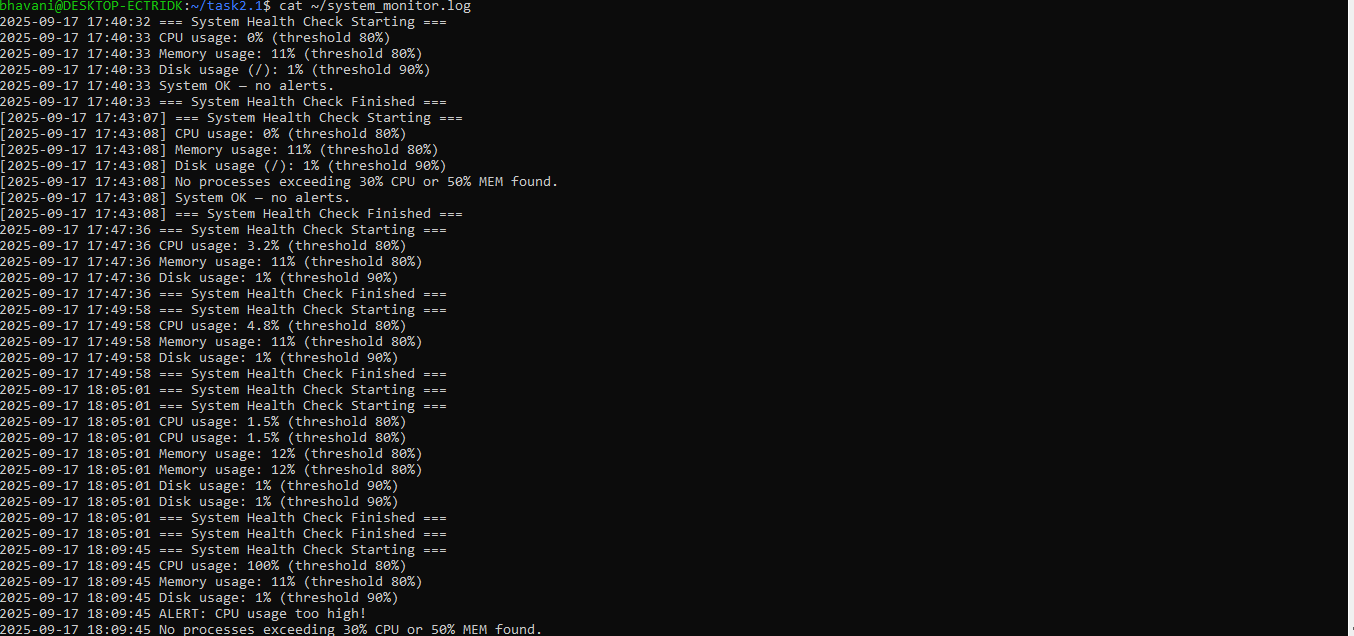 bhavani@DESKTOP-ECTRIDK:~/task2.1$ cat ~/system_monitor.log
2025-09-17 17:40:32 === System Health Check Starting ===
2025-09-17 17:40:33 CPU usage: 0% (threshold 80%)
2025-09-17 17:40:33 Memory usage: 11% (threshold 80%)
2025-09-17 17:40:33 Disk usage (/): 1% (threshold 90%)
2025-09-17 17:40:33 System OK — no alerts.
2025-09-17 17:40:33 === System Health Check Finished ===
[2025-09-17 17:43:07] === System Health Check Starting ===
[2025-09-17 17:43:08] CPU usage: 0% (threshold 80%)
[2025-09-17 17:43:08] Memory usage: 11% (threshold 80%)
[2025-09-17 17:43:08] Disk usage (/): 1% (threshold 90%)
[2025-09-17 17:43:08] No processes exceeding 30% CPU or 50% MEM found.
[2025-09-17 17:43:08] System OK — no alerts.
[2025-09-17 17:43:08] === System Health Check Finished ===
2025-09-17 17:47:36 === System Health Check Starting ===
2025-09-17 17:47:36 CPU usage: 3.2% (threshold 80%)
2025-09-17 17:47:36 Memory usage: 11% (threshold 80%)
2025-09-17 17:47:36 Disk usage: 1% (threshold 90%)
2025-09-17 17:47:36 === System Health Check Finished ===
2025-09-17 17:49:58 === System Health Check Starting ===
2025-09-17 17:49:58 CPU usage: 4.8% (threshold 80%)
2025-09-17 17:49:58 Memory usage: 11% (threshold 80%)
2025-09-17 17:49:58 Disk usage: 1% (threshold 90%)
2025-09-17 17:49:58 === System Health Check Finished ===
2025-09-17 18:05:01 === System Health Check Starting ===
2025-09-17 18:05:01 === System Health Check Starting ===
2025-09-17 18:05:01 CPU usage: 1.5% (threshold 80%)
2025-09-17 18:05:01 CPU usage: 1.5% (threshold 80%)
2025-09-17 18:05:01 Memory usage: 12% (threshold 80%)
2025-09-17 18:05:01 Memory usage: 12% (threshold 80%)
2025-09-17 18:05:01 Disk usage: 1% (threshold 90%)
2025-09-17 18:05:01 Disk usage: 1% (threshold 90%)
2025-09-17 18:05:01 === System Health Check Finished ===
2025-09-17 18:05:01 === System Health Check Finished ===
2025-09-17 18:09:45 === System Health Check Starting ===
2025-09-17 18:09:45 CPU usage: 100% (threshold 80%)
2025-09-17 18:09:45 Memory usage: 11% (threshold 80%)
2025-09-17 18:09:45 Disk usage: 1% (threshold 90%)
2025-09-17 18:09:45 ALERT: CPU usage too high!
2025-09-17 18:09:45 No processes exceeding 30% CPU or 50% MEM found.